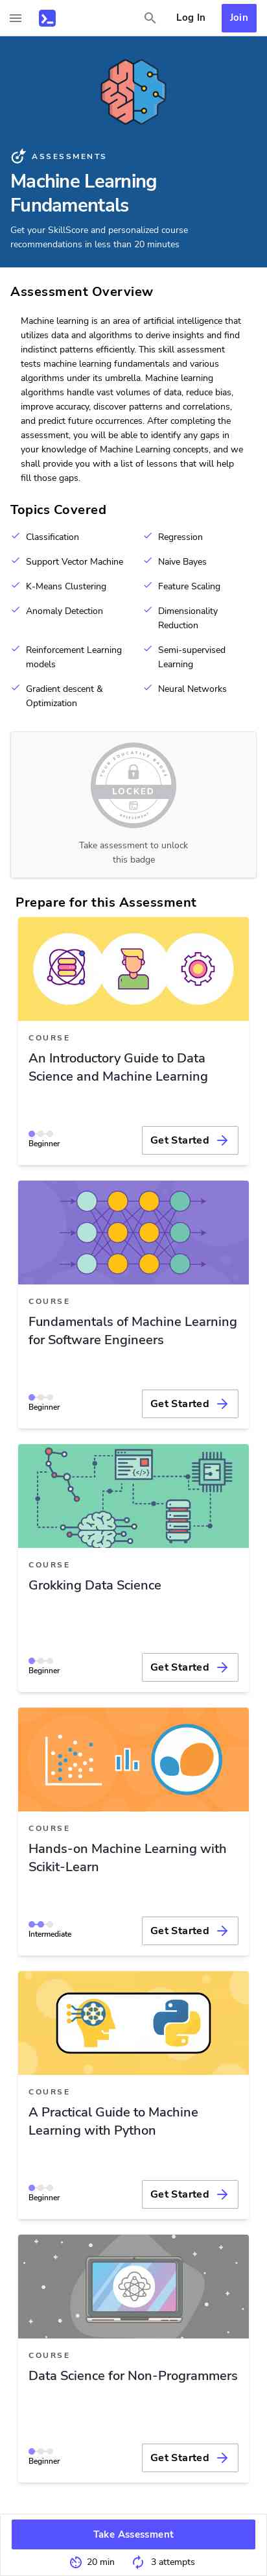 Log In
Join
ASSESSMENTS
Machine Learning
Fundamentals
Get your SkillScore and personalized course
recommendations in less than 20 minutes
Assessment Overview
Machine learning is an area of artificial intelligence that
utilizes data and algorithms to derive insights and find
indistinct patterns efficiently. This skill assessment
tests machine learning fundamentals and various
algorithms under its umbrella. Machine learning
algorithms handle vast volumes of data, reduce bias,
improve accuracy, discover patterns and correlations,
and predict future occurrences. After completing the
assessment, you will be able to identify any gaps in
your knowledge of Machine Learning concepts, and we
shall provide you with a list of lessons that will help
fill those gaps.
Topics Covered
Classification
Regression
Support Vector Machine
Naive Bayes
K-Means Clustering
Feature Scaling
Anomaly Detection
Dimensionality
Reduction
Reinforcement Learning
models
Semi-supervised
Learning
Gradient descent &
Optimization
Neural Networks
YOUR EDUCATIVE BADGE
LOCKED
ASSESSMENT
Take assessment to unlock
this badge
Prepare for this Assessment
COURSE
An Introductory Guide to Data
Science and Machine Learning
Beginner
Get Started
COURSE
Fundamentals of Machine Learning
for Software Engineers
Beginner
Get Started
COURSE
Grokking Data Science
Beginner
Get Started
COURSE
Hands-on Machine Learning with
Scikit-Learn
Intermediate
Get Started
COURSE
A Practical Guide to Machine
Learning with Python
Beginner
Get Started
COURSE
Data Science for Non-Programmers
Beginner
Get Started
Take Assessment
20 min
3 attempts